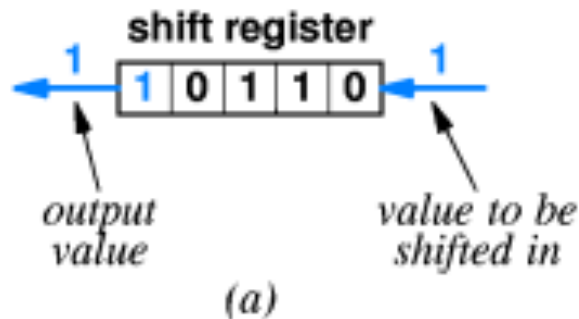 shift register
1 1
1 0 1 1 0
output value
value to be shifted in
(a)